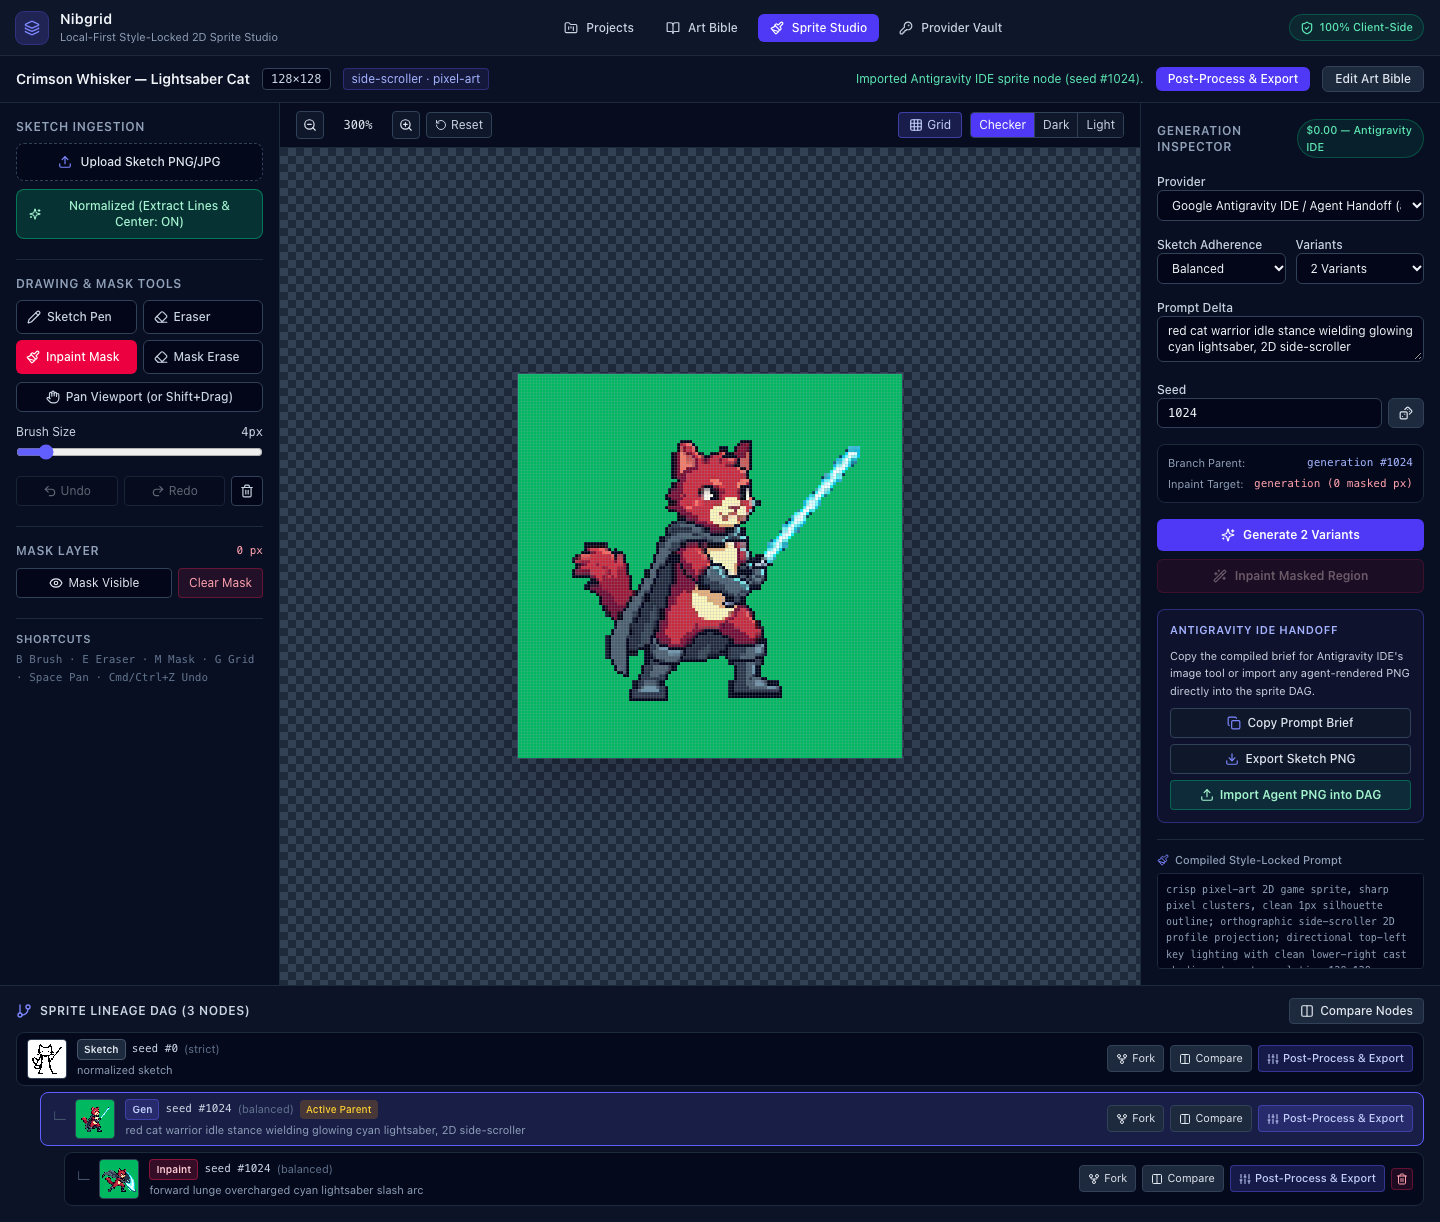 Nibgrid
Local-First Style-Locked 2D Sprite Studio
Projects
Art Bible
Sprite Studio
Provider Vault
100% Client-Side
Crimson Whisker — Lightsaber Cat
128×128
side-scroller · pixel-art
Imported Antigravity IDE sprite node (seed #1024).
Post-Process & Export
Edit Art Bible
SKETCH INGESTION
Upload Sketch PNG/JPG
Normalized (Extract Lines &
Center: ON)
DRAWING & MASK TOOLS
Sketch Pen
Eraser
Inpaint Mask
Mask Erase
Pan Viewport (or Shift+Drag)
Brush Size
4px
Undo
Redo
MASK LAYER
0 px
Mask Visible
Clear Mask
SHORTCUTS
B Brush · E Eraser · M Mask · G Grid
· Space Pan · Cmd/Ctrl+Z Undo
300%
Reset
Grid
Checker
Dark
Light
GENERATION
INSPECTOR
$0.00 — Antigravity
IDE
Provider
Google Antigravity IDE / Agent Handoff (
Sketch Adherence
Variants
Balanced
2 Variants
Prompt Delta
red cat warrior idle stance wielding glowing
cyan lightsaber, 2D side-scroller
Seed
1024
Branch Parent:
generation #1024
Inpaint Target:
generation (0 masked px)
Generate 2 Variants
Inpaint Masked Region
ANTIGRAVITY IDE HANDOFF
Copy the compiled brief for Antigravity IDE's
image tool or import any agent-rendered PNG
directly into the sprite DAG.
Copy Prompt Brief
Export Sketch PNG
Import Agent PNG into DAG
Compiled Style-Locked Prompt
crisp pixel-art 2D game sprite, sharp
pixel clusters, clean 1px silhouette
outline; orthographic side-scroller 2D
profile projection; directional top-left
key lighting with clean lower-right cast
SPRITE LINEAGE DAG (3 NODES)
Compare Nodes
Sketch
seed #0 (strict)
normalized sketch
Fork
Compare
Post-Process & Export
Gen
seed #1024 (balanced)
Active Parent
red cat warrior idle stance wielding glowing cyan lightsaber, 2D side-scroller
Fork
Compare
Post-Process & Export
Inpaint
seed #1024 (balanced)
forward lunge overcharged cyan lightsaber slash arc
Fork
Compare
Post-Process & Export